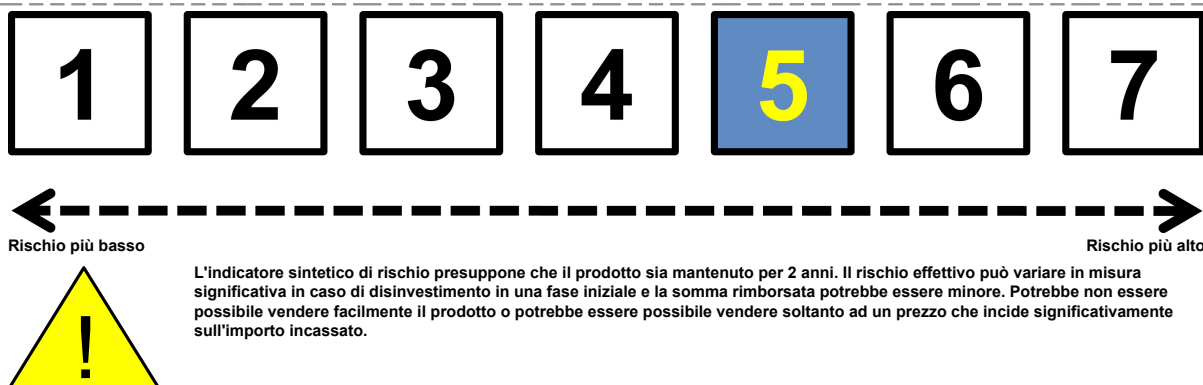 1 2 3 4 5 6 7
Rischio più basso Rischio più alto
L'indicatore sintetico di rischio presuppone che il prodotto sia mantenuto per 2 anni. Il rischio effettivo può variare in misura
significativa in caso di disinvestimento in una fase iniziale e la somma rimborsata potrebbe essere minore. Potrebbe non essere
possibile vendere facilmente il prodotto o potrebbe essere possibile vendere soltanto ad un prezzo che incide significativamente
sull'importo incassato.
!